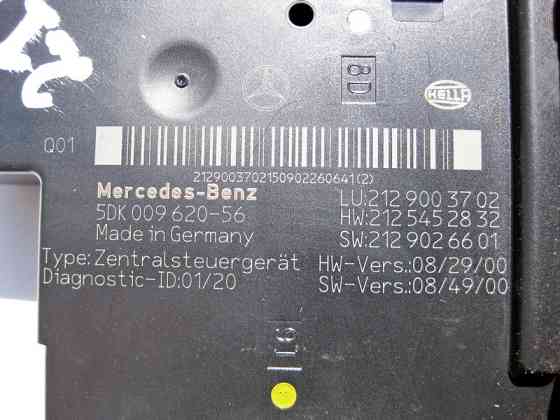 8D
HELLA
Q01
2129003702150902260641(2)
Mercedes-Benz
LU:212 900 37 02
5DK 009 620-56
HW:212 545 28 32
Made in Germany
SW:212 902 66 01
Type: Zentralsteuergerät HW-Vers.:08/29/00
Diagnostic-ID:01/20 SW-Vers.:08/49/00